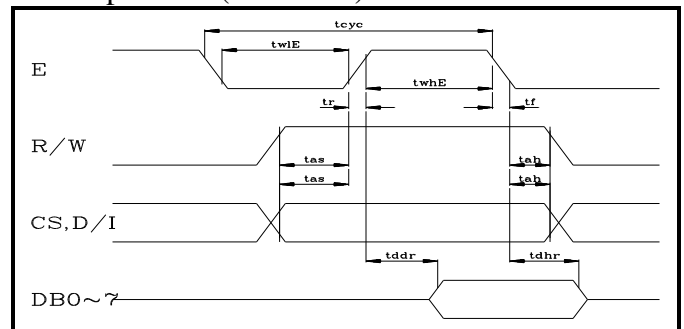 tcyc
twlE
E
twhE
tr
tf
R/W
tas
tah
tas
tah
CS,D/I
tddr
tdhr
DB0~7